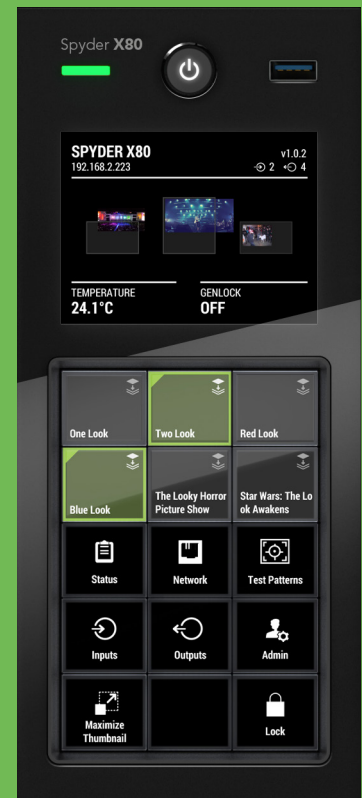 Spyder X80
SPYDER X80
v1.0.2
192.168.2.223
2
4
TEMPERATURE
24.1°C
GENLOCK
OFF
One Look
Two Look
Red Look
Blue Look
The Looky Horror
Picture Show
Star Wars: The Lo
ok Awakens
Status
Network
Test Patterns
Inputs
Outputs
Admin
Maximize
Thumbnail
Lock